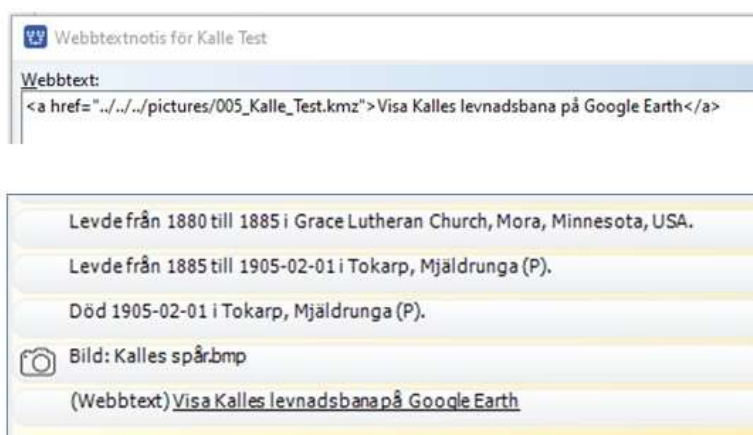 Webbtextnotis för Kalle Test
Webbtext:
<a href="../../../pictures/005_Kalle_Test.kmz">Visa Kalles levnadsbana på Google Earth</a>
Levde från 1880 till 1885 i Grace Lutheran Church, Mora, Minnesota, USA.
Levde från 1885 till 1905-02-01 i Tokarp, Mjäldrunga (P).
Död 1905-02-01 i Tokarp, Mjäldrunga (P).
Bild: Kalles spår.bmp
(Webbtext) Visa Kalles levnadsbana på Google Earth